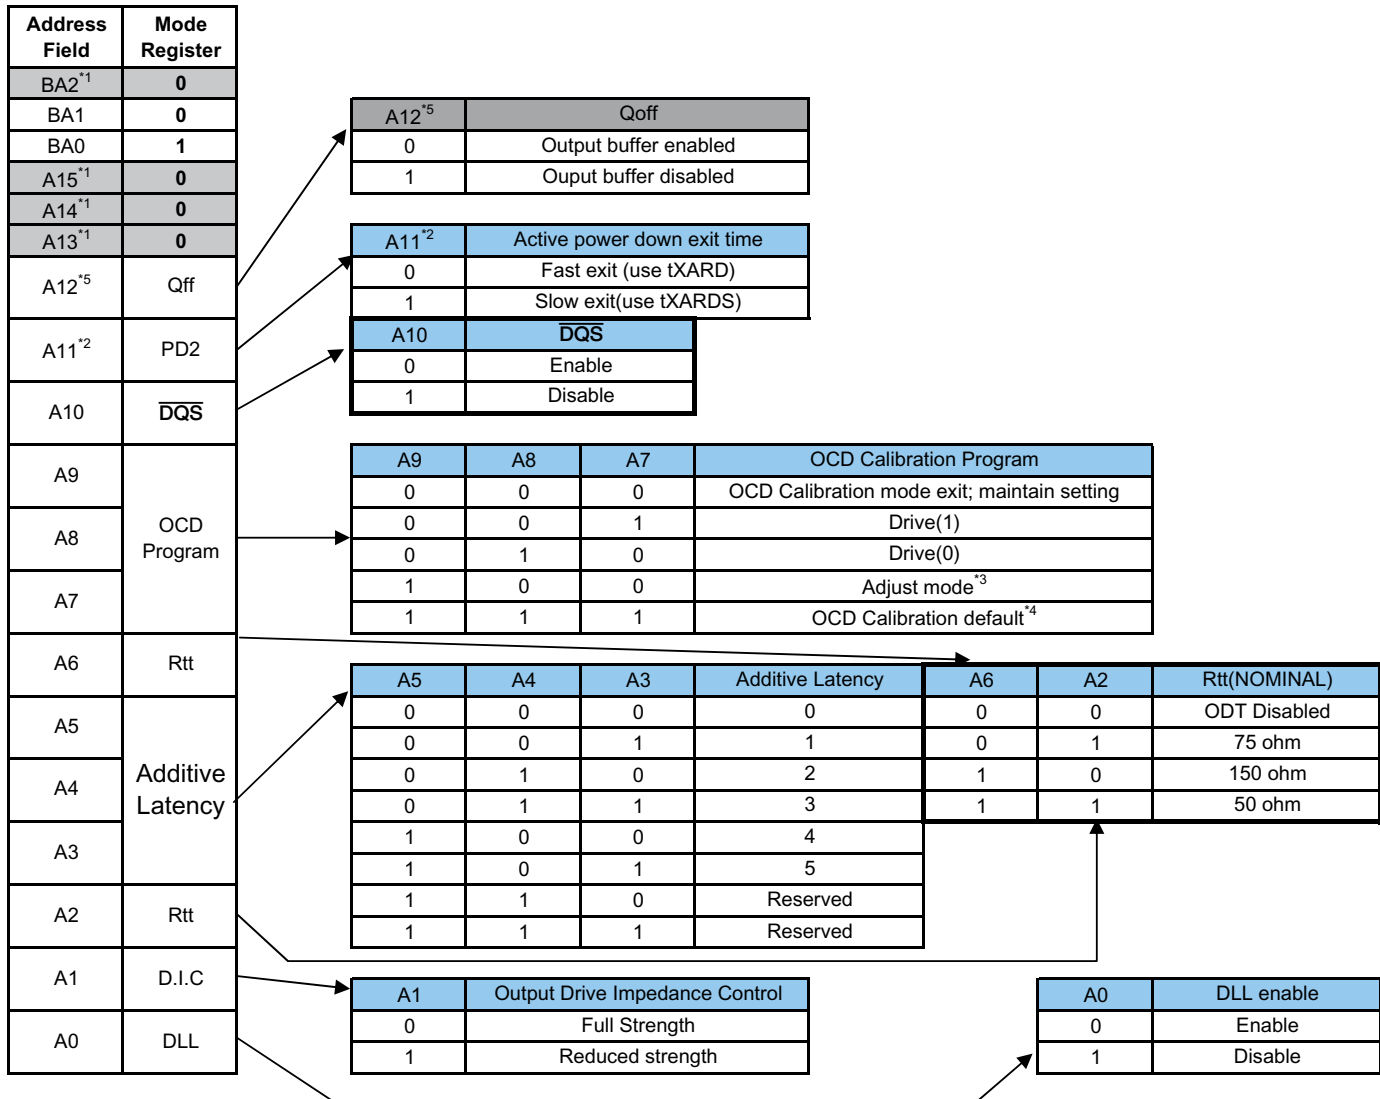 Address Field Mode Register
BA2*1 0
BA1 0
BA0 1
A15*1 0
A14*1 0
A13*1 0
A12*5 Qff
A11*2 PD2
A10 D̅Q̅S̅
A9
A8 OCD Program
A7
A6 Rtt
A5
A4 Additive Latency
A3
A2 Rtt
A1 D.I.C
A0 DLL
A12*5 Qoff
0 Output buffer enabled
1 Ouput buffer disabled
A11*2 Active power down exit time
0 Fast exit (use tXARD)
1 Slow exit(use tXARDS)
A10 D̅Q̅S̅
0 Enable
1 Disable
A9 A8 A7 OCD Calibration Program
0 0 0 OCD Calibration mode exit; maintain setting
0 0 1 Drive(1)
0 1 0 Drive(0)
1 0 0 Adjust mode*3
1 1 1 OCD Calibration default*4
A5 A4 A3 Additive Latency
0 0 0 0
0 0 1 1
0 1 0 2
0 1 1 3
1 0 0 4
1 0 1 5
1 1 0 Reserved
1 1 1 Reserved
A6 A2 Rtt(NOMINAL)
0 0 ODT Disabled
0 1 75 ohm
1 0 150 ohm
1 1 50 ohm
A1 Output Drive Impedance Control
0 Full Strength
1 Reduced strength
A0 DLL enable
0 Enable
1 Disable